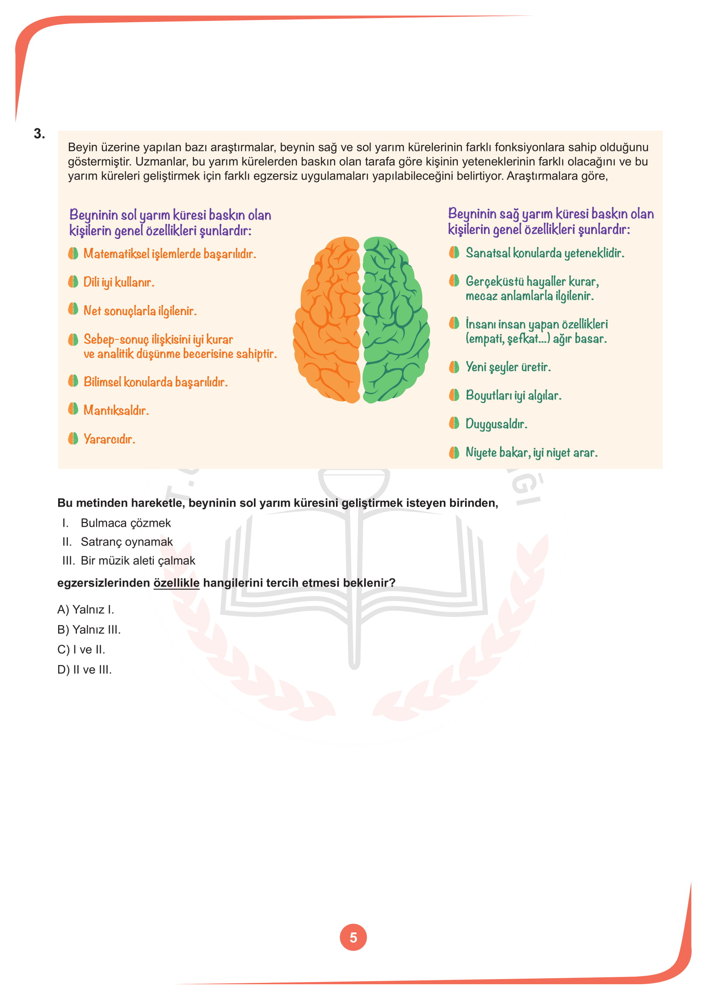 3.
Beyin üzerine yapılan bazı araştırmalar, beynin sağ ve sol yarım kürelerinin farklı fonksiyonlara sahip olduğunu
göstermiştir. Uzmanlar, bu yarım kürelerden baskın olan tarafa göre kişinin yeteneklerinin farklı olacağını ve bu
yarım küreleri geliştirmek için farklı egzersiz uygulamaları yapılabileceğini belirtiyor. Araştırmalara göre,
Beyninin sol yarım küresi baskın olan
kişilerin genel özellikleri şunlardır:
Matematiksel işlemlerde başarılıdır.
Dili iyi kullanır.
Net sonuçlarla ilgilenir.
Sebep-sonuç ilişkisini iyi kurar
ve analitik düşünme becerisine sahiptir.
Bilimsel konularda başarılıdır.
Mantıksaldır.
Yararcıdır.
Beyninin sağ yarım küresi baskın olan
kişilerin genel özellikleri şunlardır:
Sanatsal konularda yeteneklidir.
Gerçeküstü hayaller kurar,
mecaz anlamlarla ilgilenir.
İnsanı insan yapan özellikleri
(empati, şefkat...) ağır basar.
Yeni şeyler üretir.
Boyutları iyi algılar.
Duygusaldır.
Niyete bakar, iyi niyet arar.
Bu metinden hareketle, beyninin sol yarım küresini geliştirmek isteyen birinden,
I. Bulmaca çözmek
II. Satranç oynamak
III. Bir müzik aleti çalmak
egzersizlerinden özellikle hangilerini tercih etmesi beklenir?
A) Yalnız I.
B) Yalnız III.
C) I ve II.
D) II ve III.
5